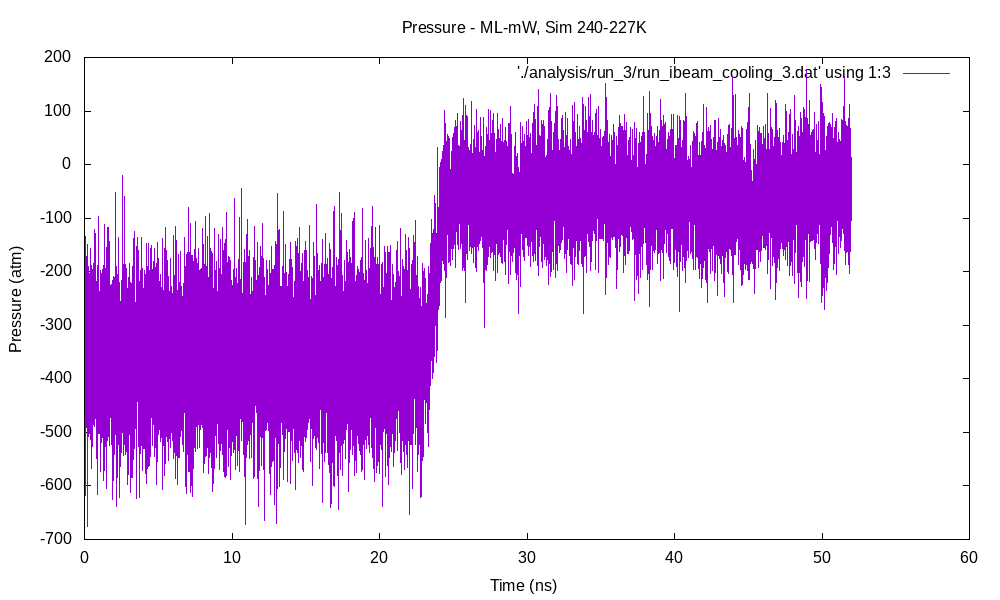 Pressure - ML-mW, Sim 240-227K
'./analysis/run_3/run_ibeam_cooling_3.dat' using 1:3
200
100
0
-100
-200
-300
-400
-500
-600
-700
Pressure (atm)
0 10 20 30 40 50 60
Time (ns)